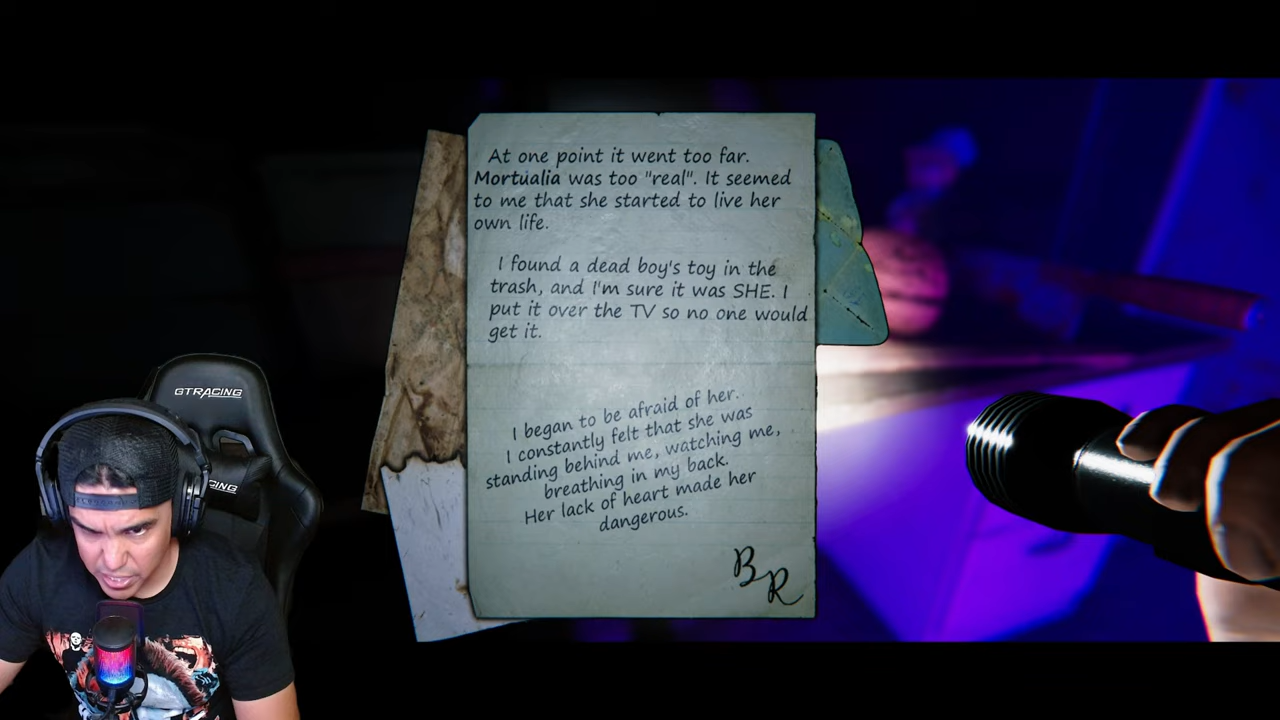 At one point it went too far.
Mortualia was too "real". It seemed
to me that she started to live her
own life.
I found a dead boy's toy in the
trash, and I'm sure it was SHE. I
put it over the TV so no one would
get it.
I began to be afraid of her.
I constantly felt that she was
standing behind me, watching me,
breathing in my back.
Her lack of heart made her
dangerous.
BR
GTRACING
CING